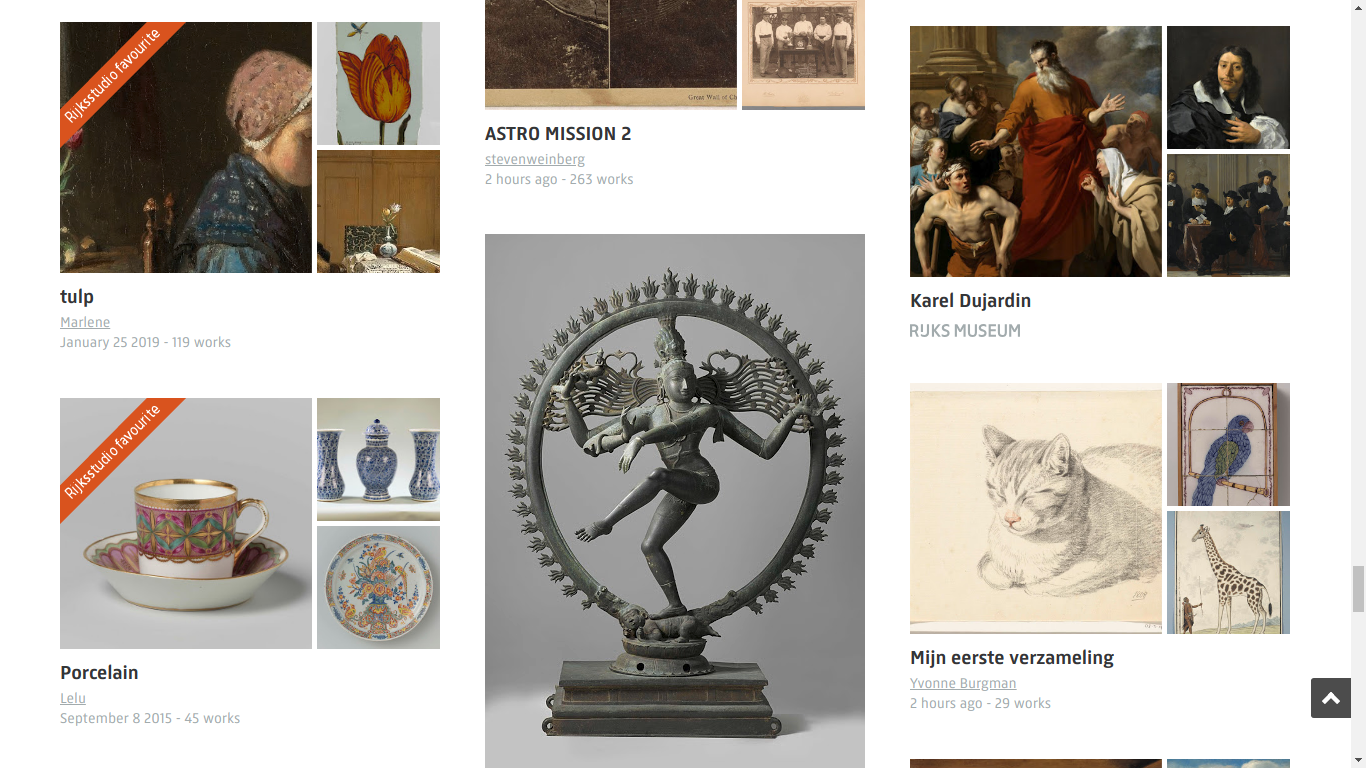 Rijksstudio favourite
tulp
Marlene
January 25 2019 - 119 works
Rijksstudio favourite
Porcelain
Lelu
September 8 2015 - 45 works
Great Wall of Ch
ASTRO MISSION 2
stevenweinberg
2 hours ago - 263 works
Karel Dujardin
RIJKS MUSEUM
Mijn eerste verzameling
Yvonne Burgman
2 hours ago - 29 works